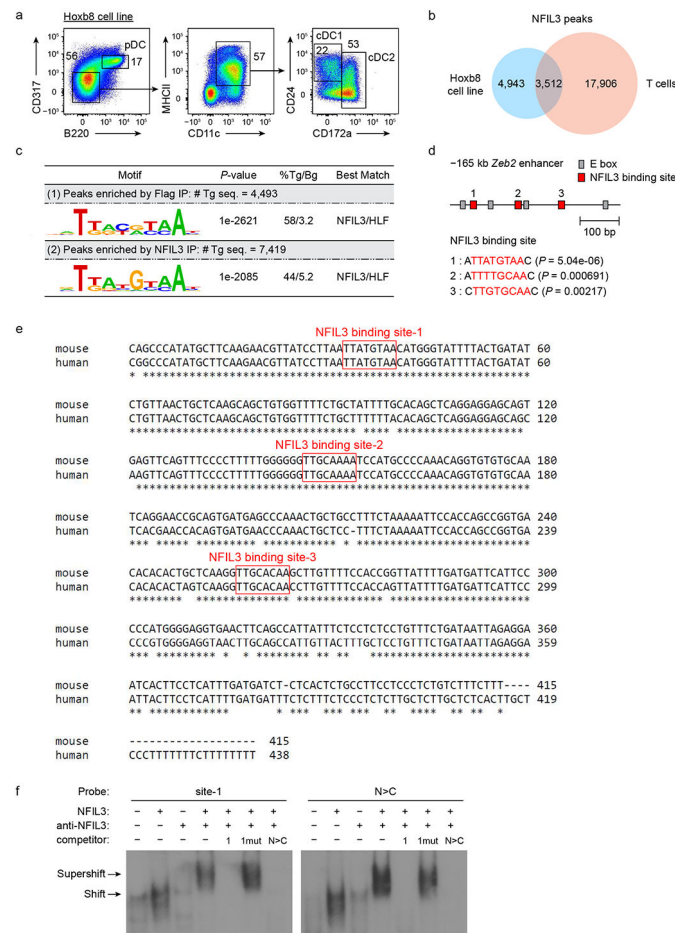 a
Hoxb8 cell line
pDC
56
17
CD317
B220
57
MHCII
CD11c
cDC1
22
53
cDC2
CD24
CD172a
b
NFIL3 peaks
Hoxb8
cell line
4,943
3,512
17,906
T cells
c
Motif P-value %Tg/Bg Best Match
(1) Peaks enriched by Flag IP: # Tg seq. = 4,493
1e-2621 58/3.2 NFIL3/HLF
(2) Peaks enriched by NFIL3 IP: # Tg seq. = 7,419
1e-2085 44/5.2 NFIL3/HLF
d
−165 kb Zeb2 enhancer
E box
NFIL3 binding site
1 2 3
100 bp
NFIL3 binding site
1 : ATTATGTAAC (P = 5.04e-06)
2 : ATTTTGCAAC (P = 0.000691)
3 : CTTGTGCAAC (P = 0.00217)
e
NFIL3 binding site-1
mouse CAGCCCATATGCTTCAAGAACGTTATCCTTAATTATGTAACATGGGTATTTTACTGATAT 60
human CGGCCCATATGCTTCAAGAACGTTATCCTTAATTATGTAACATGGGTATTTTACTGATAT 60
* **********************************************************
mouse CTGTTAACTGCTCAAGCAGCTGTGGTTTTCTGCTATTTTGCACAGCTCAGGAGGAGCAGT 120
human CTGTTAACTGCTCAAGCAGCTGTGGTTTTCTGCTTTTTTACACAGCTCAGGAGGAGCAGC 120
********************************** **** ********************
NFIL3 binding site-2
mouse GAGTTCAGTTTCCCCTTTTTGGGGGGTTGCAAAATCCATGCCCCAAACAGGTGTGTGCAA 180
human AAGTTCAGTTTCCCCTTTTTGGGGGGTTGCAAAATCCATGCCCCAAACAGGTGTGTGCAA 180
***********************************************************
mouse TCAGGAACCGCAGTGATGAGCCCAAACTGCTGCCTTTCTAAAAATTCCACCAGCCGGTGA 240
human TCACGAACCACAGTGATGAACCCAAACTGCTCC-TTTCTAAAAATTCCACCAGCCGGTGA 239
*** ***** ********* *********** * **************************
NFIL3 binding site-3
mouse CACACACTGCTCAAGGTTGCACAAGCTTGTTTTCCACCGGTTATTTTGATGATTCATTCC 300
human CACACACTAGTCAAGGTTGCACAACCTTGTTTTCCACCAGTTATTTTGATGATTCATTCC 299
******** ************** ************* *********************
mouse CCCATGGGGAGGTGAACTTCAGCCATTATTTCTCCTCTCCTGTTTCTGATAATTAGAGGA 360
human CCCGTGGGGAGGTAACTTGCAGCCATTGTTACTTTGCTCCTGTTTCTGATAATTAGAGGA 359
mouse ATCACTTCCTCATTTGATGATCT-CTCACTCTGCCTTCCTCCCTCTGTCTTTCTTT---- 415
human ATTACTTCCTCATTTTGATGATTTCTCTTTCTCCCTCTCTTGCTCTTGCTCTCACTTGCT 419
mouse ------------------- 415
human CCCTTTTTTTCTTTTTTTT 438
f
Probe: site-1 N>C
NFIL3: − + − + + + + − + − + + + +
anti-NFIL3: − − + + + + + − − + + + + +
competitor: − − − − 1 1mut N>C − − − − 1 1mut N>C
Supershift
Shift